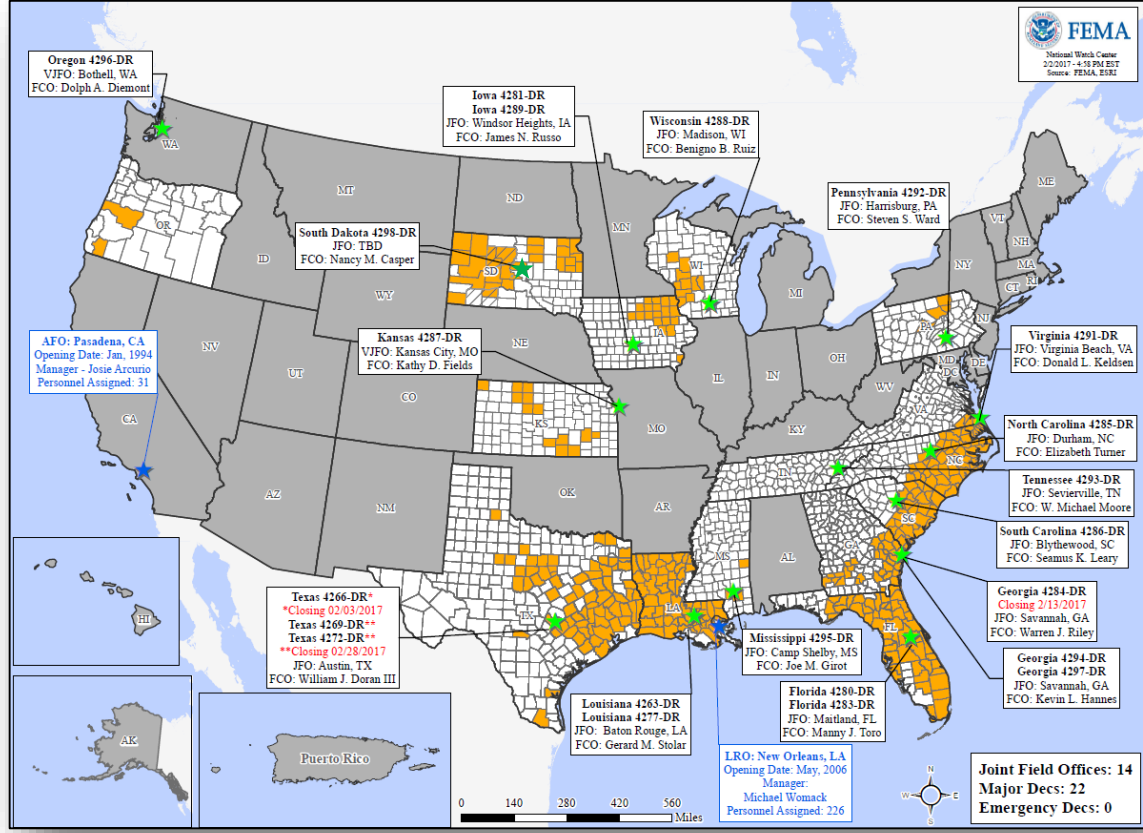 FEMA
National Watch Center
2/2/2017 - 4:58 PM EST
Source: FEMA, ESRI
Oregon 4296-DR
VJFO: Bothell, WA
FCO: Dolph A. Diemont
Iowa 4281-DR
Iowa 4289-DR
JFO: Windsor Heights, IA
FCO: James N. Russo
Wisconsin 4288-DR
JFO: Madison, WI
FCO: Benigno B. Ruiz
Pennsylvania 4292-DR
JFO: Harrisburg, PA
FCO: Steven S. Ward
South Dakota 4298-DR
JFO: TBD
FCO: Nancy M. Casper
Kansas 4287-DR
VJFO: Kansas City, MO
FCO: Kathy D. Fields
AFO: Pasadena, CA
Opening Date: Jan, 1994
Manager - Josie Arcurio
Personnel Assigned: 31
Virginia 4291-DR
JFO: Virginia Beach, VA
FCO: Donald L. Keldsen
North Carolina 4285-DR
JFO: Durham, NC
FCO: Elizabeth Turner
Tennessee 4293-DR
JFO: Sevierville, TN
FCO: W. Michael Moore
South Carolina 4286-DR
JFO: Blythewood, SC
FCO: Seamus K. Leary
Georgia 4284-DR
Closing 2/13/2017
JFO: Savannah, GA
FCO: Warren J. Riley
Georgia 4294-DR
Georgia 4297-DR
JFO: Savannah, GA
FCO: Kevin L. Hannes
Texas 4266-DR*
*Closing 02/03/2017
Texas 4269-DR**
Texas 4272-DR**
**Closing 02/28/2017
JFO: Austin, TX
FCO: William J. Doran III
Mississippi 4295-DR
JFO: Camp Shelby, MS
FCO: Joe M. Girot
Louisiana 4263-DR
Louisiana 4277-DR
JFO: Baton Rouge, LA
FCO: Gerard M. Stolar
Florida 4280-DR
Florida 4283-DR
JFO: Maitland, FL
FCO: Manny J. Toro
LRO: New Orleans, LA
Opening Date: May, 2006
Manager:
Michael Womack
Personnel Assigned: 226
WA
OR
MT
ID
WY
NV
UT
CA
AZ
CO
NM
ND
SD
NE
KS
OK
TX
MN
IA
MO
AR
LA
WI
IL
MI
IN
OH
KY
TN
MS
AL
GA
FL
SC
NC
VA
WV
MD
DC
DE
PA
NJ
NY
CT
RI
MA
VT
NH
ME
HI
AK
Puerto Rico
0 140 280 420 560
Miles
N
W E
S
Joint Field Offices: 14
Major Decs: 22
Emergency Decs: 0